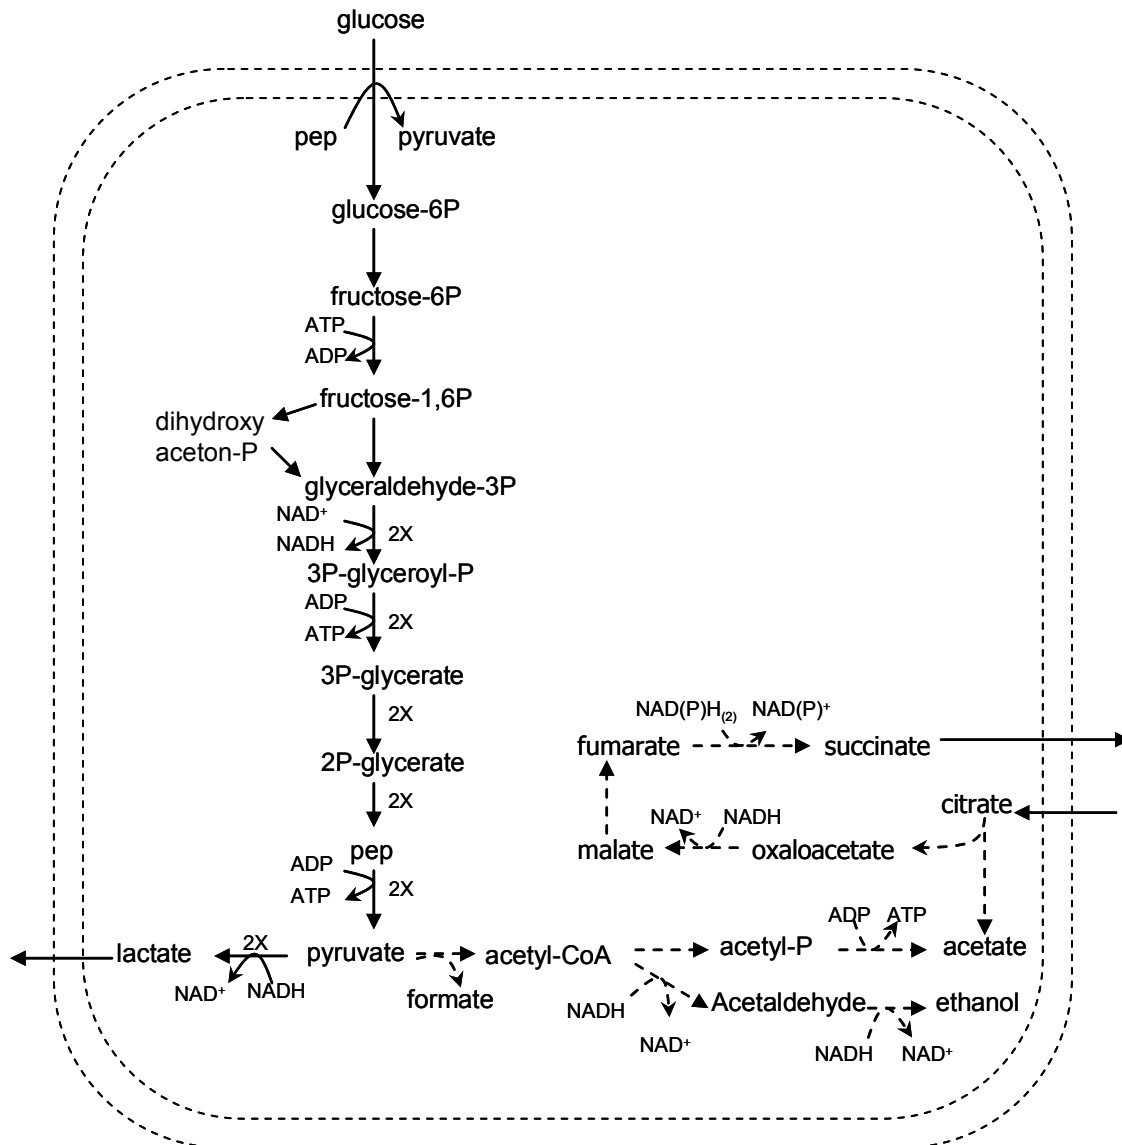 glucose
pep
pyruvate
glucose-6P
fructose-6P
ATP
ADP
fructose-1,6P
dihydroxy
aceton-P
glyceraldehyde-3P
NAD+
NADH
2X
3P-glyceroyl-P
ADP
ATP
2X
3P-glycerate
2X
2P-glycerate
2X
pep
ADP
ATP
2X
lactate
2X
NAD+
NADH
pyruvate
formate
acetyl-CoA
acetyl-P
ADP
ATP
acetate
NADH
NAD+
Acetaldehyde
NADH
NAD+
ethanol
NAD(P)H(2)
NAD(P)+
fumarate
succinate
citrate
NAD+
NADH
malate
oxaloacetate